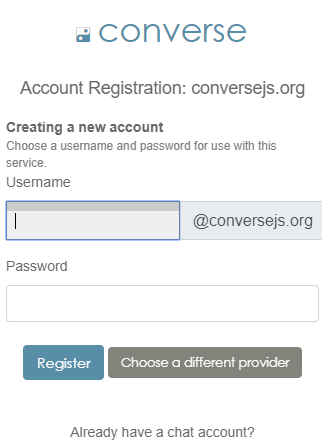 converse
Account Registration: conversejs.org
Creating a new account
Choose a username and password for use with this
service.
Username
@conversejs.org
Password
Register
Choose a different provider
Already have a chat account?